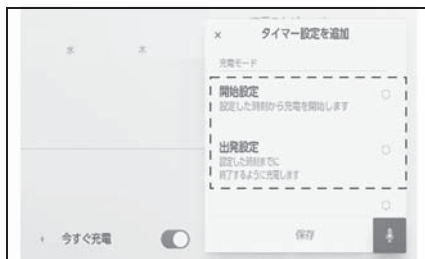 水 木
× タイマー設定を追加
充電モード
開始設定
設定した時刻から充電を開始します
出発設定
設定した時刻までに
終了するように充電します
今すぐ充電
保存